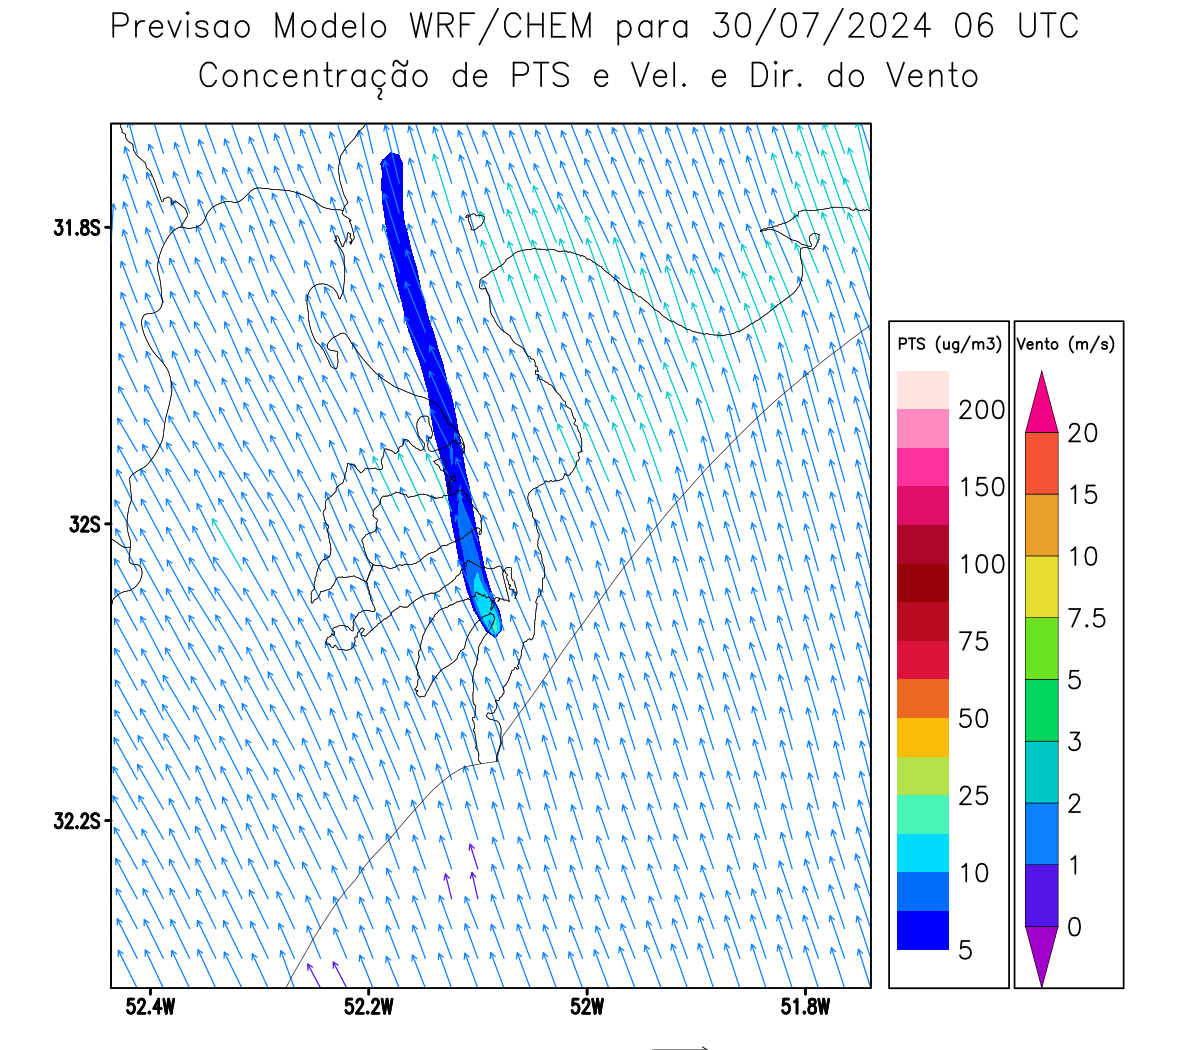 Previsao Modelo WRF/CHEM para 30/07/2024 06 UTC
Concentração de PTS e Vel. e Dir. do Vento
31.8S
32S
32.2S
52.4W
52.2W
52W
51.8W
PTS (ug/m3)
200
150
100
75
50
25
10
5
Vento (m/s)
20
15
10
7.5
5
3
2
1
0